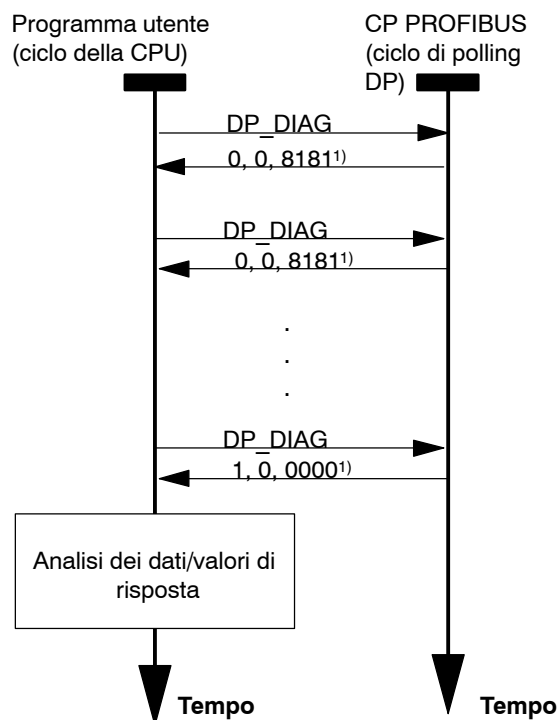 Programma utente
(ciclo della CPU)
CP PROFIBUS
(ciclo di polling
DP)
DP_DIAG
0, 0, 8181¹⁾
DP_DIAG
0, 0, 8181¹⁾
.
.
.
DP_DIAG
1, 0, 0000¹⁾
Analisi dei dati/valori di
risposta
Tempo
Tempo